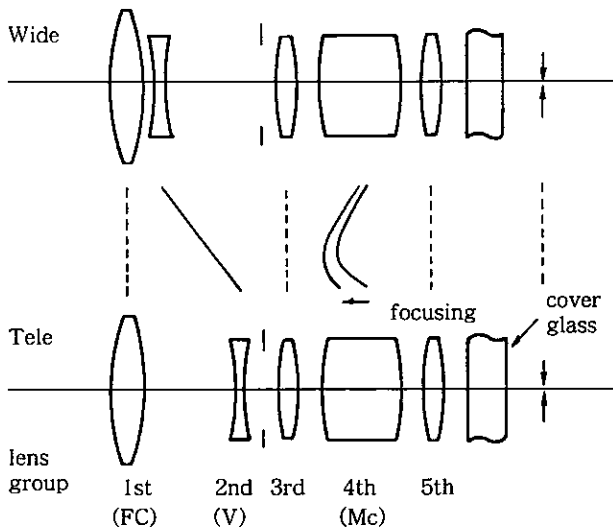 Wide
focusing
cover
glass
Tele
lens
group
1st 2nd 3rd 4th 5th
(FC) (V) (Mc)